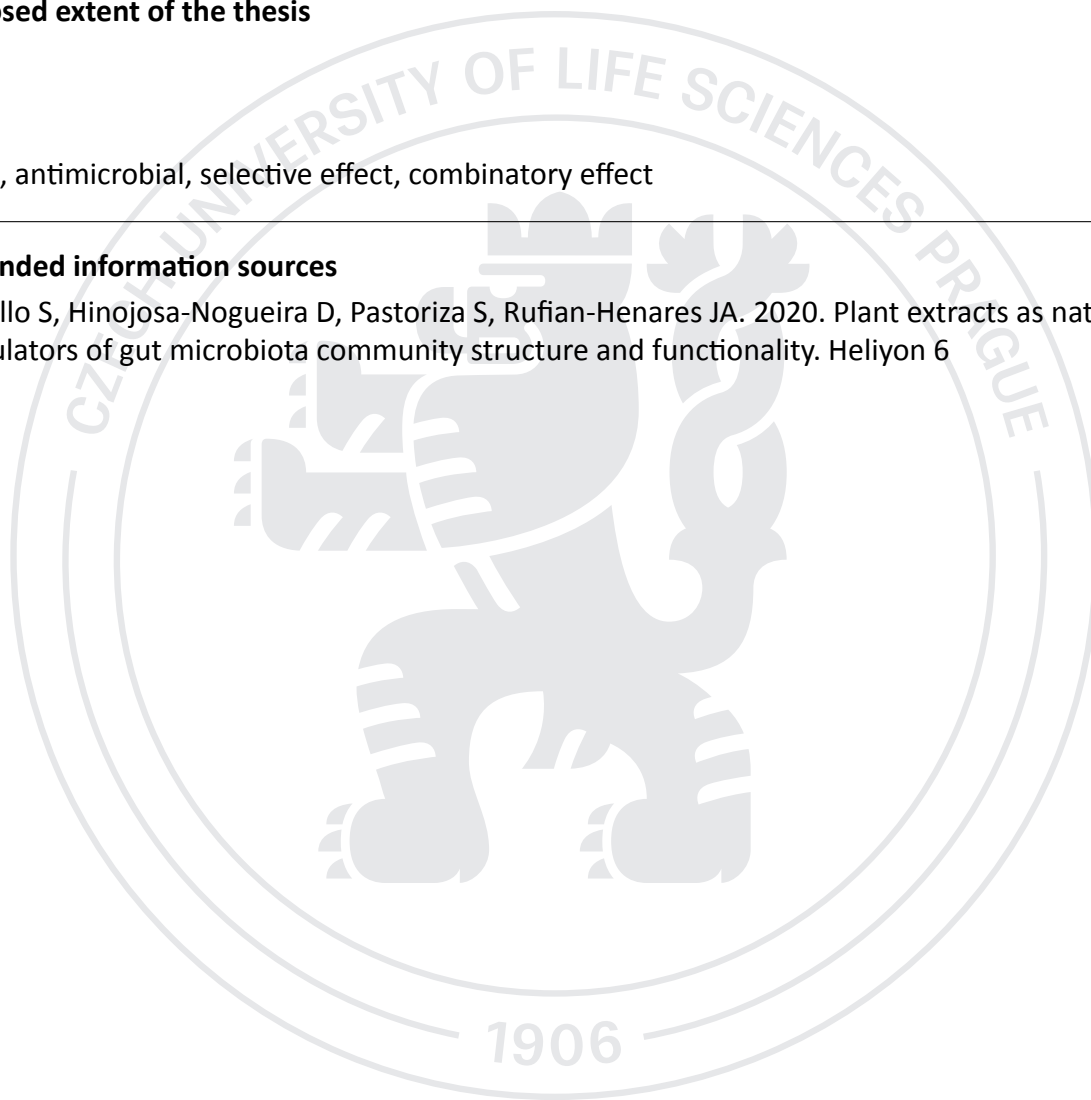 osed extent of the thesis
, antimicrobial, selective effect, combinatory effect
nded information sources
llo S, Hinojosa-Nogueira D, Pastoriza S, Rufian-Henares JA. 2020. Plant extracts as nat
ulators of gut microbiota community structure and functionality. Heliyon 6
CZECH UNIVERSITY OF LIFE SCIENCES PRAGUE
1906